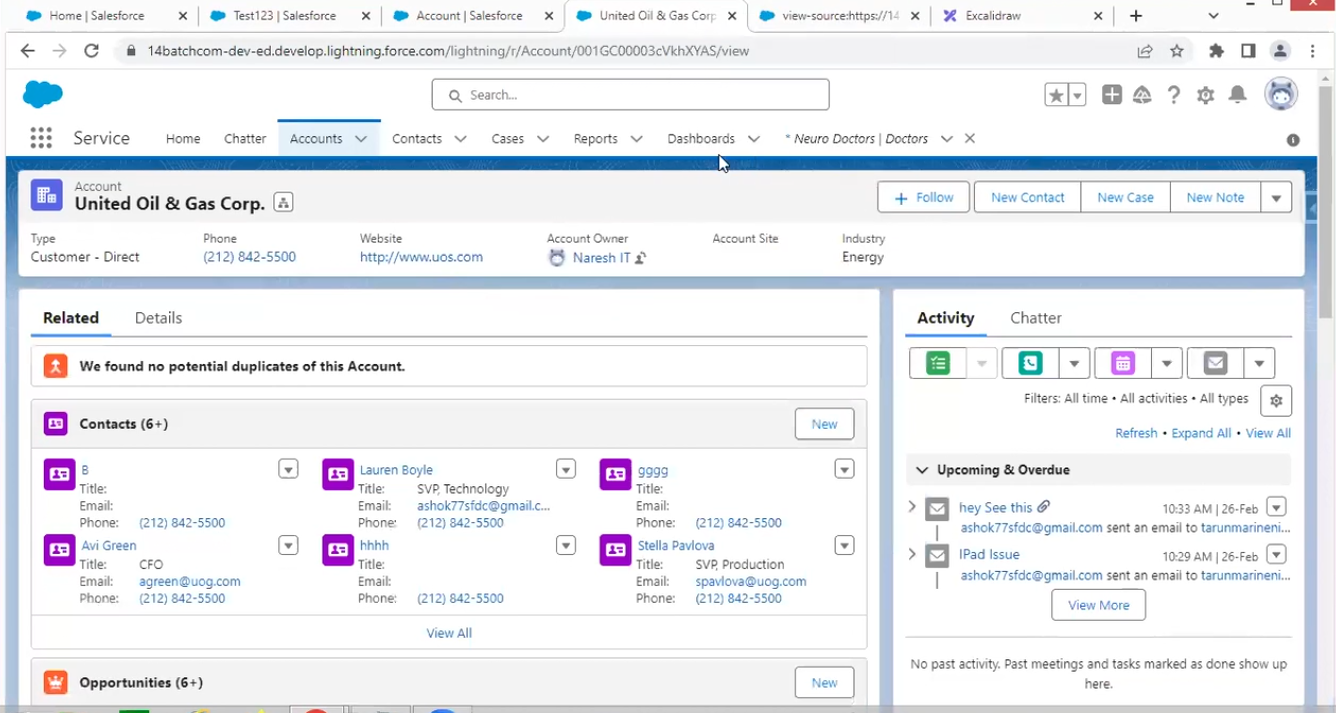 Home | Salesforce
Test123 | Salesforce
Account | Salesforce
United Oil & Gas Corp
view-source:https://14
Excalidraw
14batchcom-dev-ed.develop.lightning.force.com/lightning/r/Account/001GC00003cVkhXYAS/view
Search...
Service
Home
Chatter
Accounts
Contacts
Cases
Reports
Dashboards
* Neuro Doctors | Doctors
Account
United Oil & Gas Corp.
+ Follow
New Contact
New Case
New Note
Type
Phone
Website
Account Owner
Account Site
Industry
Customer - Direct
(212) 842-5500
http://www.uos.com
Naresh IT
Energy
Related
Details
We found no potential duplicates of this Account.
Contacts (6+)
New
B
Title:
Email:
Phone: (212) 842-5500
Lauren Boyle
Title: SVP, Technology
Email: ashok77sfdc@gmail.c...
Phone: (212) 842-5500
gggg
Title:
Email:
Phone: (212) 842-5500
Avi Green
Title: CFO
Email: agreen@uog.com
Phone: (212) 842-5500
hhhh
Title:
Email:
Phone: (212) 842-5500
Stella Pavlova
Title: SVP, Production
Email: spavlova@uog.com
Phone: (212) 842-5500
View All
Opportunities (6+)
New
Activity
Chatter
Filters: All time • All activities • All types
Refresh • Expand All • View All
Upcoming & Overdue
hey See this
10:33 AM | 26-Feb
ashok77sfdc@gmail.com sent an email to tarunmarineni...
IPad Issue
10:29 AM | 26-Feb
ashok77sfdc@gmail.com sent an email to tarunmarineni...
View More
No past activity. Past meetings and tasks marked as done show up
here.